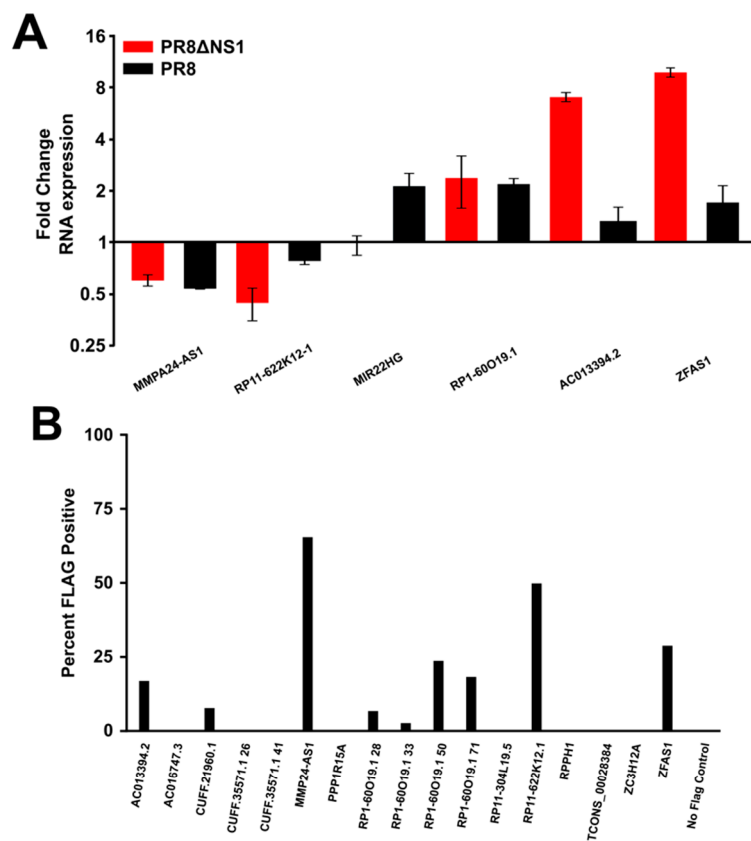 A
PR8ΔNS1
PR8
Fold Change
RNA expression
16
8
4
2
1
0.5
0.25
MMPA24-AS1
RP11-622K12-1
MIR22HG
RP1-60O19.1
AC013394.2
ZFAS1
B
Percent FLAG Positive
100
75
50
25
0
AC013394.2
AC016747.3
CUFF.21960.1
CUFF.35571.1 26
CUFF.35571.1 41
MMP24-AS1
PPP1R15A
RP1-60O19.1 28
RP1-60O19.1 33
RP1-60O19.1 50
RP1-60O19.1 71
RP11-304L19.5
RP11-622K12.1
RPPH1
TCONS_00028384
ZC3H12A
ZFAS1
No Flag Control